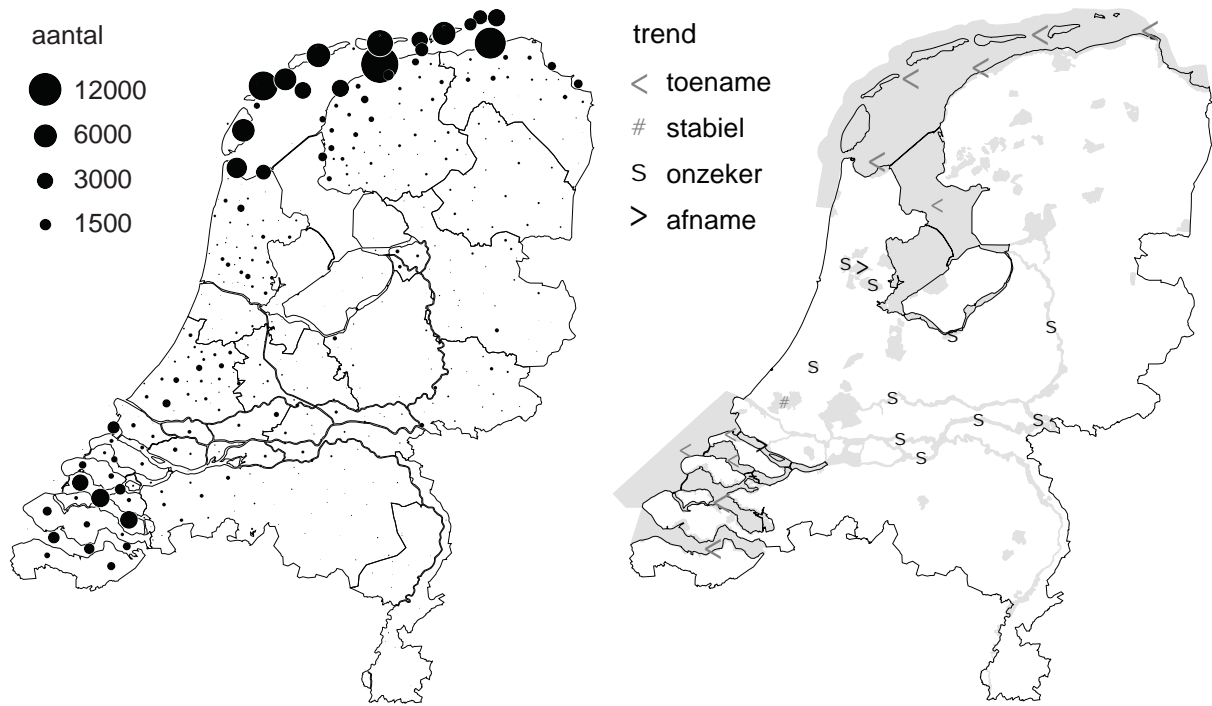 aantal
12000
6000
3000
1500
trend
< toename
# stabiel
S onzeker
> afname
<
<
<
<
<
<
S >
S
S
S
S
#
S
S
S
S
<
<
<
<
<
S